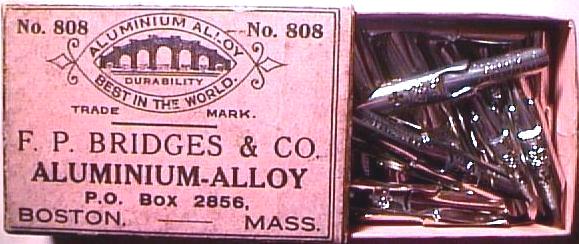 No. 808
No. 808
ALUMINIUM ALLOY
DURABILITY
BEST IN THE WORLD.
TRADE MARK.
F. P. BRIDGES & CO.
ALUMINIUM-ALLOY
P.O. BOX 2856,
BOSTON. MASS.